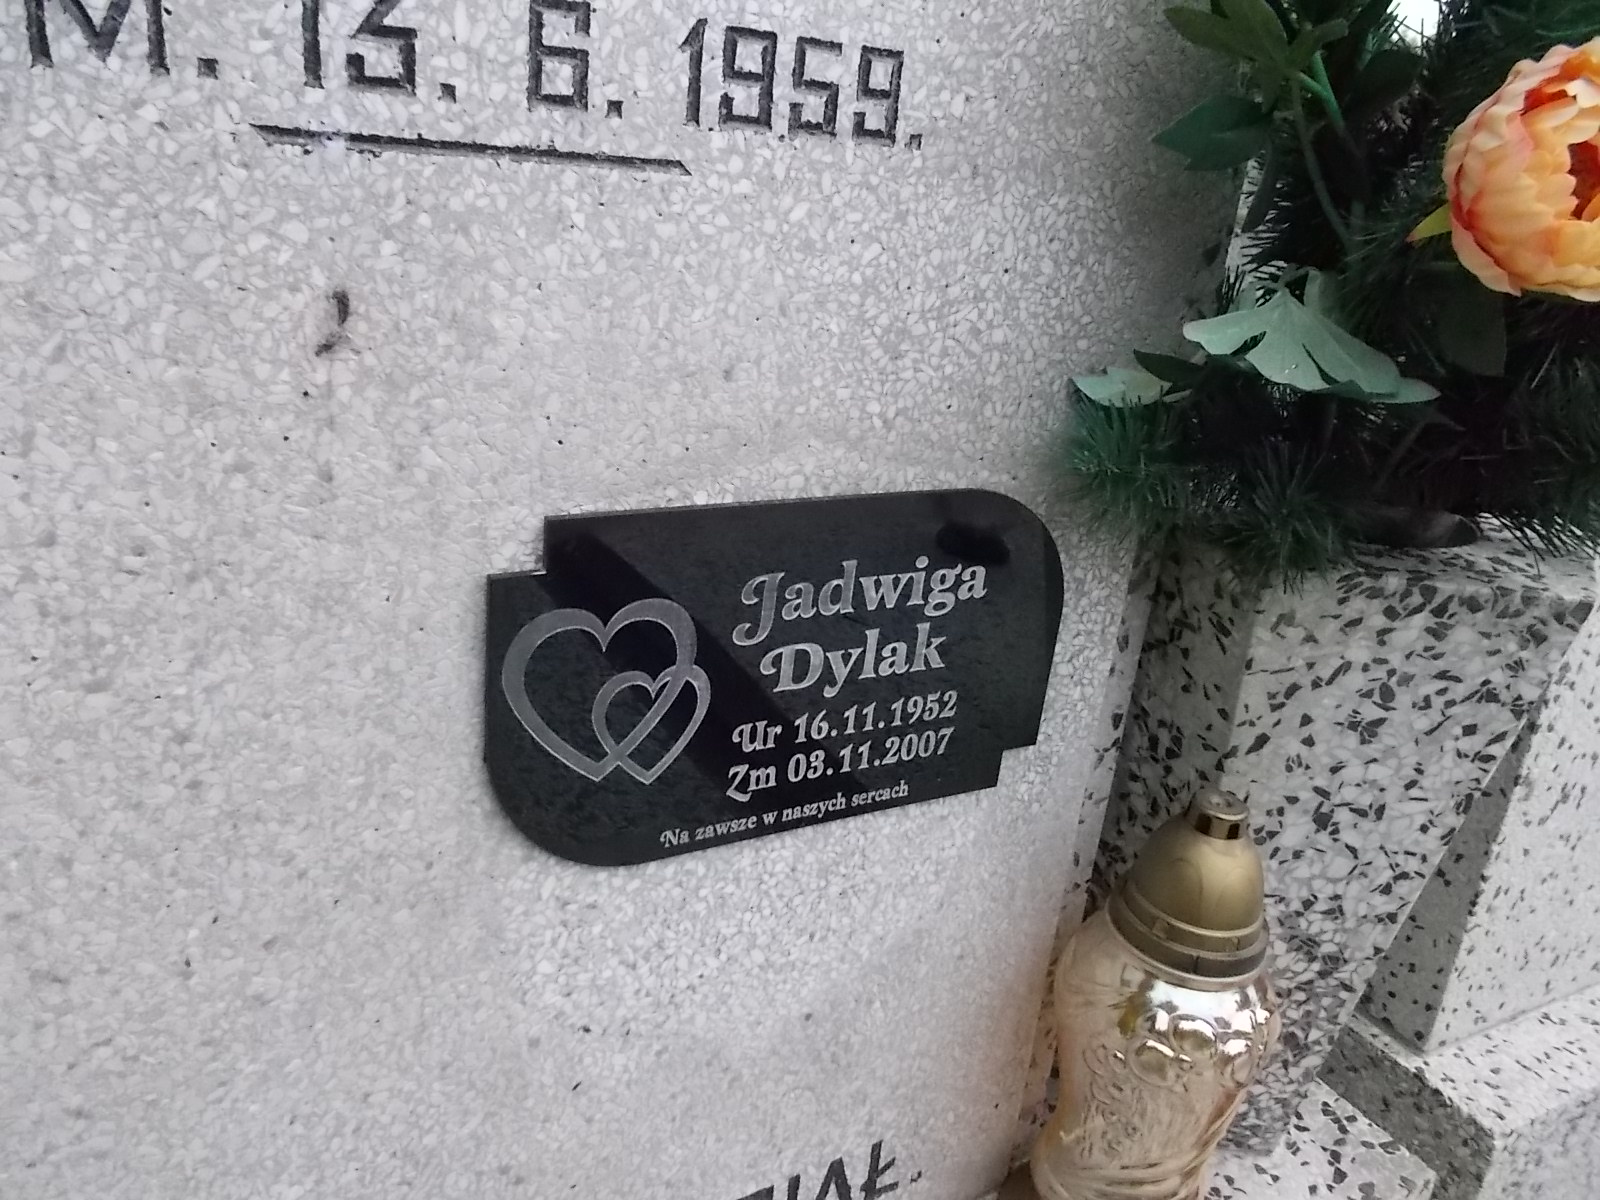 M. 13. 6. 1959.
Jadwiga
Dylak
Ur 16.11.1952
Zm 03.11.2007
Na zawsze w naszych sercach